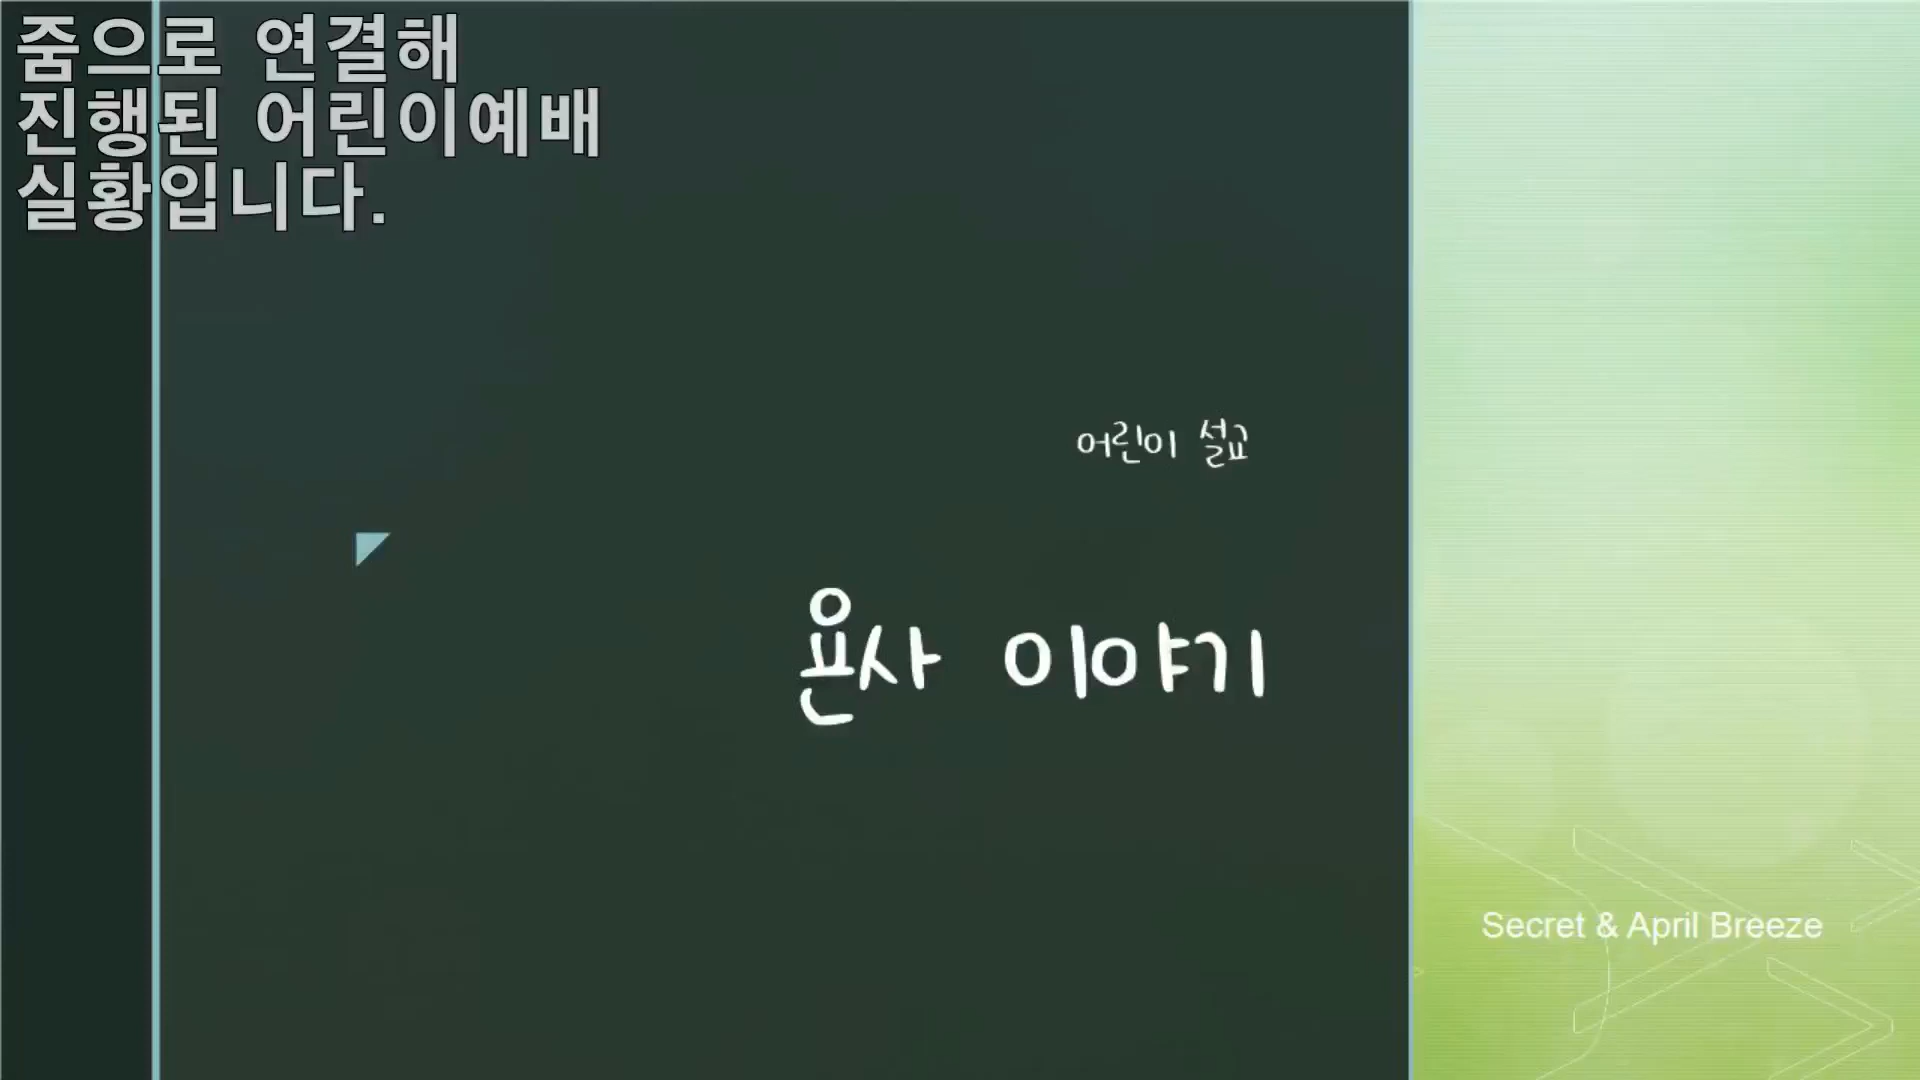 줌으로 연결해
진행된 어린이예배
실황입니다.
어린이 설교
욘사 이야기
Secret & April Breeze